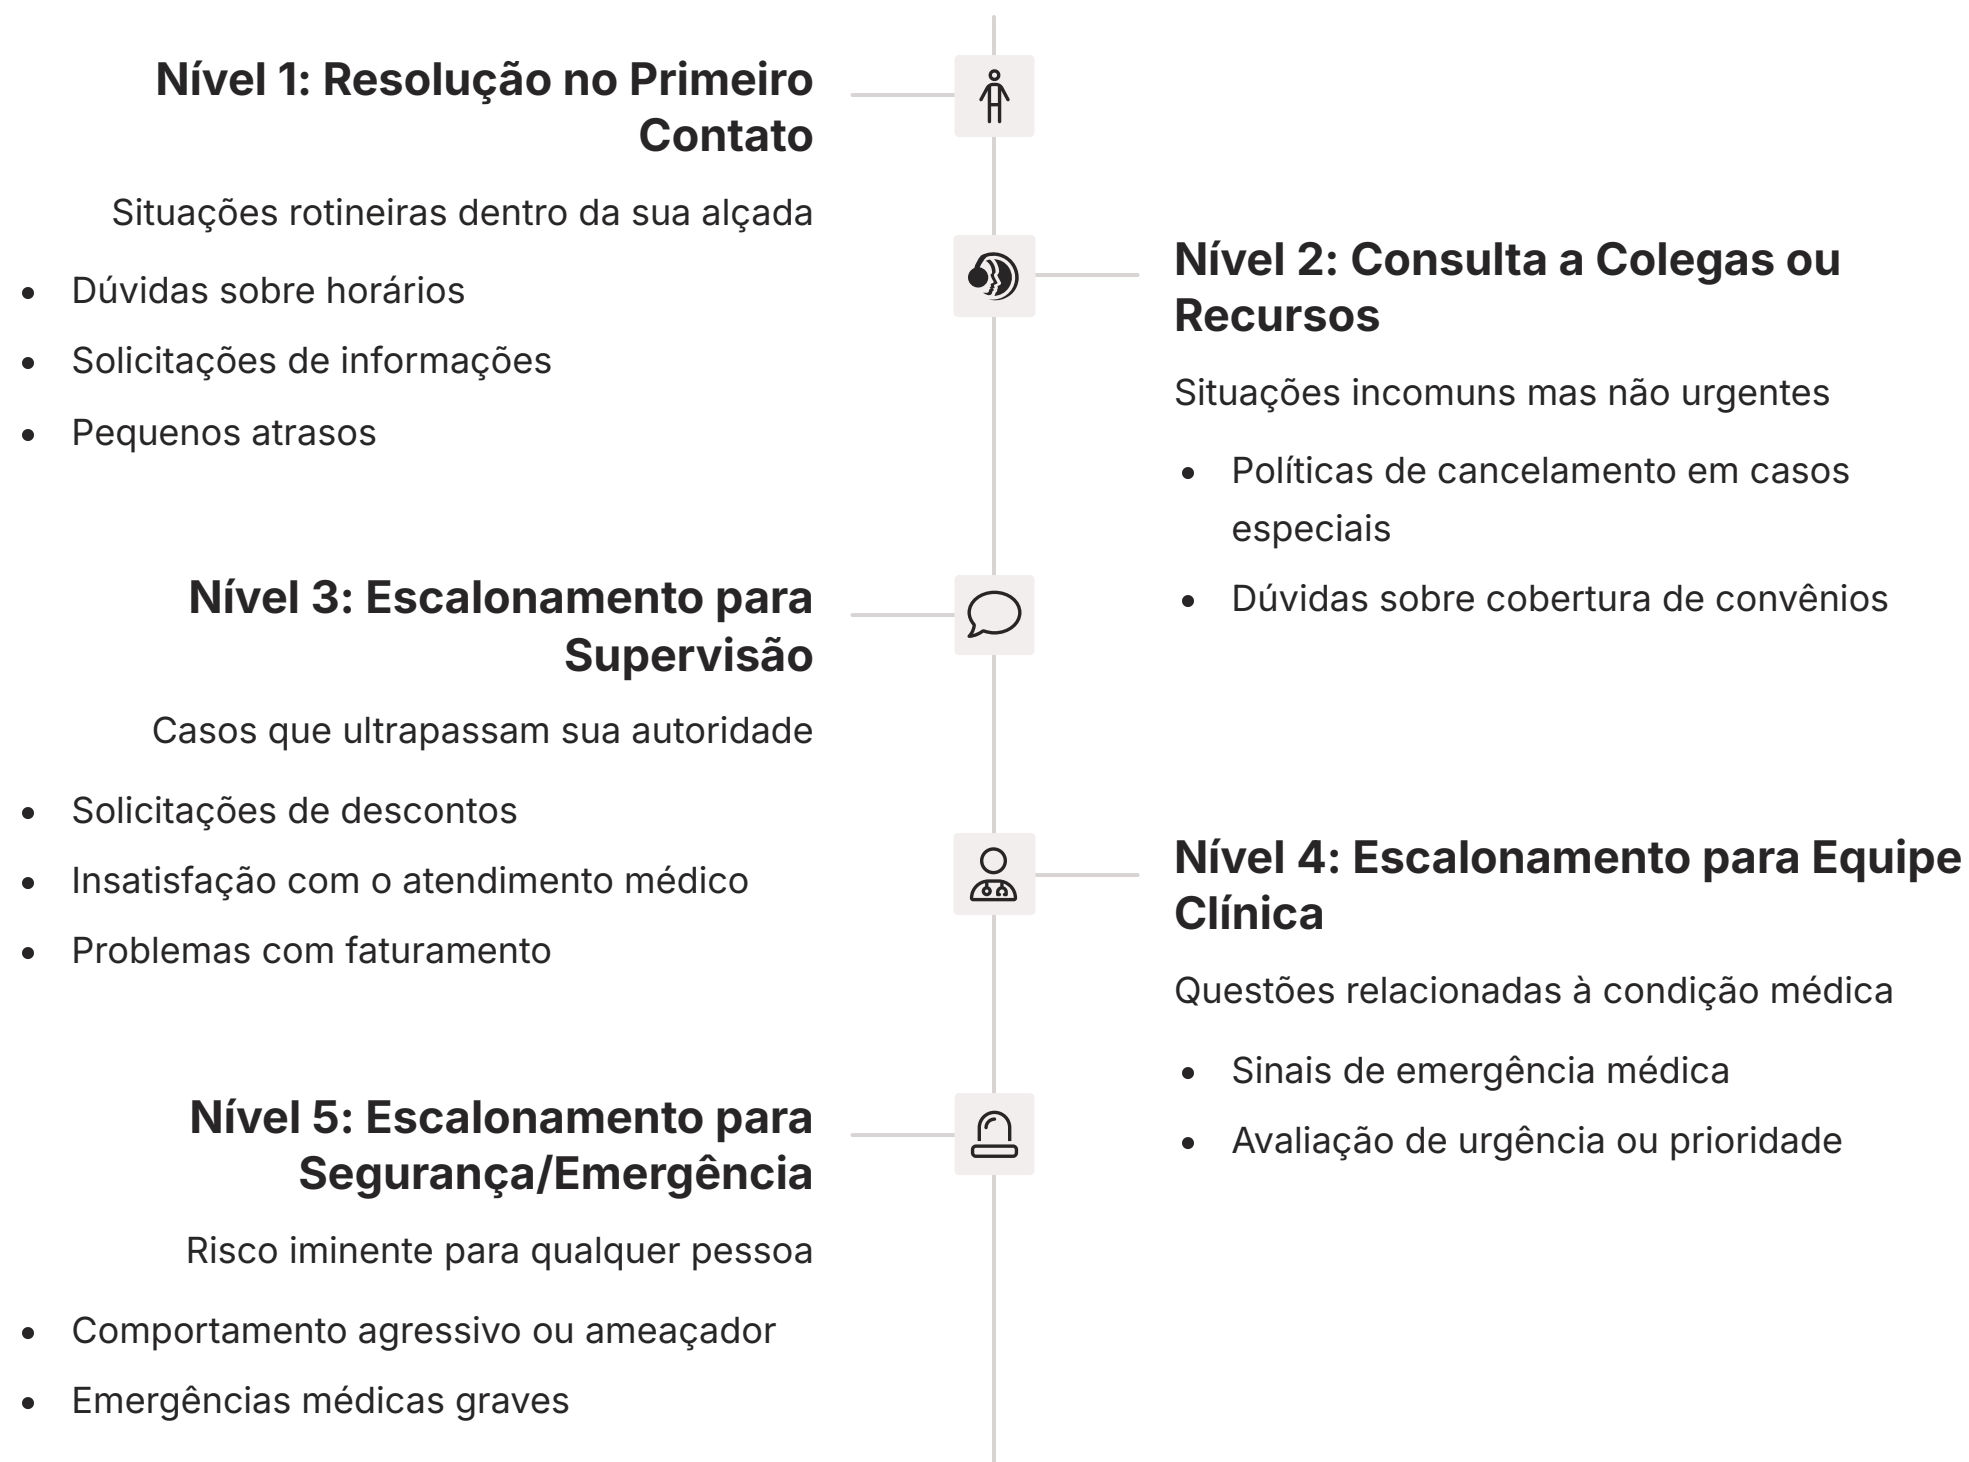 Nível 1: Resolução no Primeiro
Contato
Situações rotineiras dentro da sua alçada
• Dúvidas sobre horários
• Solicitações de informações
• Pequenos atrasos
Nível 2: Consulta a Colegas ou
Recursos
Situações incomuns mas não urgentes
• Políticas de cancelamento em casos
especiais
• Dúvidas sobre cobertura de convênios
Nível 3: Escalonamento para
Supervisão
Casos que ultrapassam sua autoridade
• Solicitações de descontos
• Insatisfação com o atendimento médico
• Problemas com faturamento
Nível 4: Escalonamento para Equipe
Clínica
Questões relacionadas à condição médica
• Sinais de emergência médica
• Avaliação de urgência ou prioridade
Nível 5: Escalonamento para
Segurança/Emergência
Risco iminente para qualquer pessoa
• Comportamento agressivo ou ameaçador
• Emergências médicas graves